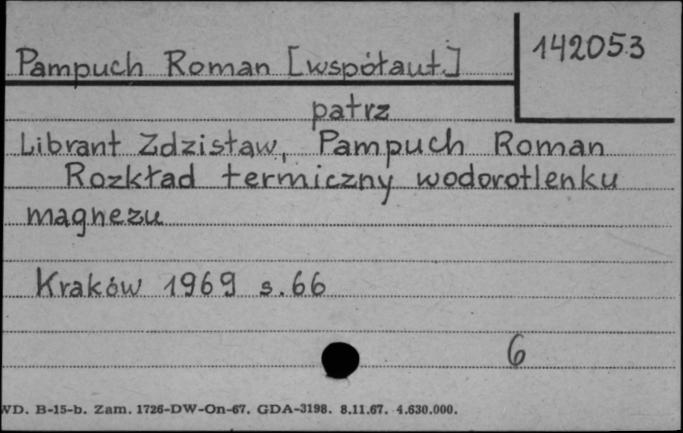 Pampuch Roman [współaut.]
142053
patrz
Librant Zdzisław, Pampuch Roman
Rozkład termiczny wodorotlenku
magnezu
Kraków 1969 s. 66
6
WD. B-15-b. Zam. 1726-DW-On-67. GDA-3198. 8.11.67. 4.630.000.